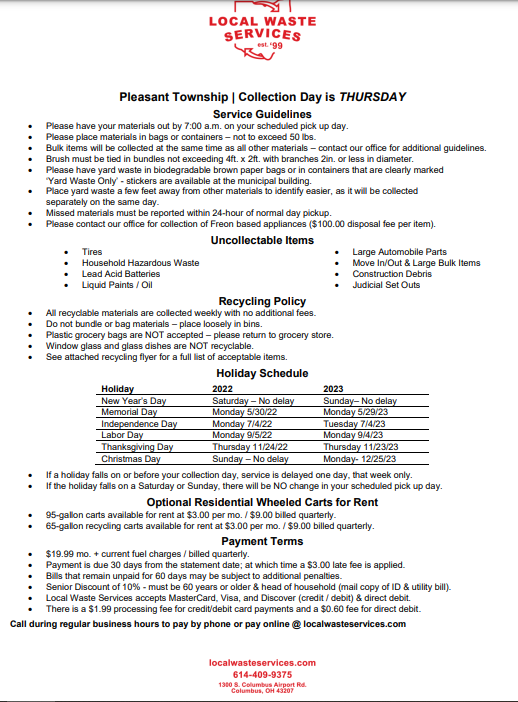 LOCAL WASTE
SERVICES
est. '99
Pleasant Township | Collection Day is THURSDAY
Service Guidelines
• Please have your materials out by 7:00 a.m. on your scheduled pick up day.
• Please place materials in bags or containers – not to exceed 50 lbs.
• Bulk items will be collected at the same time as all other materials – contact our office for additional guidelines.
• Brush must be tied in bundles not exceeding 4ft. x 2ft. with branches 2in. or less in diameter.
• Please have yard waste in biodegradable brown paper bags or in containers that are clearly marked
'Yard Waste Only' - stickers are available at the municipal building.
• Place yard waste a few feet away from other materials to identify easier, as it will be collected
separately on the same day.
• Missed materials must be reported within 24-hour of normal day pickup.
• Please contact our office for collection of Freon based appliances ($100.00 disposal fee per item).
Uncollectable Items
• Tires
• Household Hazardous Waste
• Lead Acid Batteries
• Liquid Paints / Oil
• Large Automobile Parts
• Move In/Out & Large Bulk Items
• Construction Debris
• Judicial Set Outs
Recycling Policy
• All recyclable materials are collected weekly with no additional fees.
• Do not bundle or bag materials – place loosely in bins.
• Plastic grocery bags are NOT accepted – please return to grocery store.
• Window glass and glass dishes are NOT recyclable.
• See attached recycling flyer for a full list of acceptable items.
Holiday Schedule
Holiday 2022 2023
New Year's Day Saturday – No delay Sunday– No delay
Memorial Day Monday 5/30/22 Monday 5/29/23
Independence Day Monday 7/4/22 Tuesday 7/4/23
Labor Day Monday 9/5/22 Monday 9/4/23
Thanksgiving Day Thursday 11/24/22 Thursday 11/23/23
Christmas Day Sunday – No delay Monday- 12/25/23
• If a holiday falls on or before your collection day, service is delayed one day, that week only.
• If the holiday falls on a Saturday or Sunday, there will be NO change in your scheduled pick up day.
Optional Residential Wheeled Carts for Rent
• 95-gallon carts available for rent at $3.00 per mo. / $9.00 billed quarterly.
• 65-gallon recycling carts available for rent at $3.00 per mo. / $9.00 billed quarterly.
Payment Terms
• $19.99 mo. + current fuel charges / billed quarterly.
• Payment is due 30 days from the statement date; at which time a $3.00 late fee is applied.
• Bills that remain unpaid for 60 days may be subject to additional penalties.
• Senior Discount of 10% - must be 60 years or older & head of household (mail copy of ID & utility bill).
• Local Waste Services accepts MasterCard, Visa, and Discover (credit / debit) & direct debit.
• There is a $1.99 processing fee for credit/debit card payments and a $0.60 fee for direct debit.
Call during regular business hours to pay by phone or pay online @ localwasteservices.com
localwasteservices.com
614-409-9375
1300 S. Columbus Airport Rd.
Columbus, OH 43207